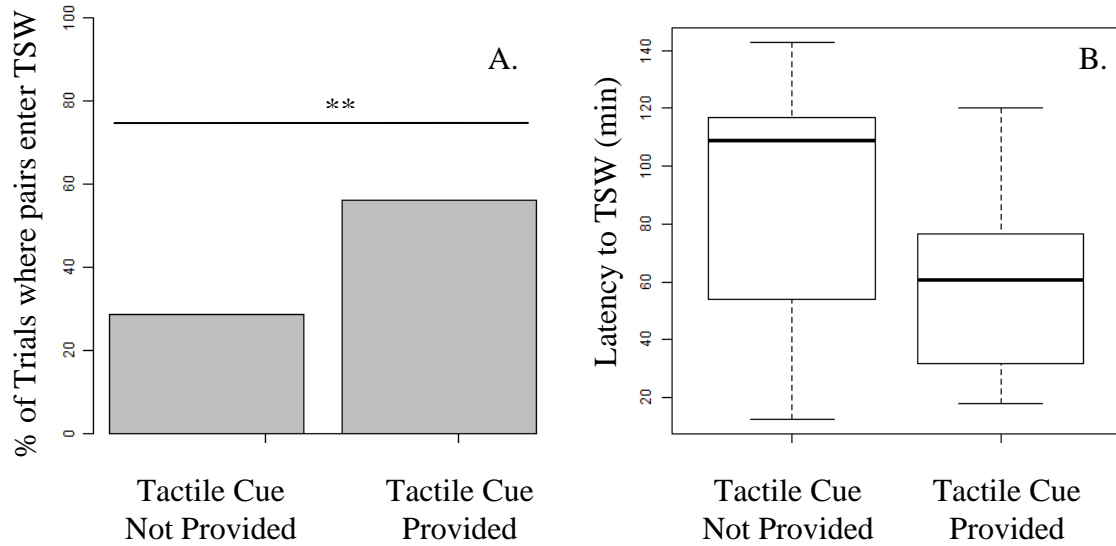 % of Trials where pairs enter TSW
100
80
60
40
20
0
A.
**
Tactile Cue
Not Provided
Tactile Cue
Provided
Latency to TSW (min)
140
120
100
80
60
40
20
B.
Tactile Cue
Not Provided
Tactile Cue
Provided